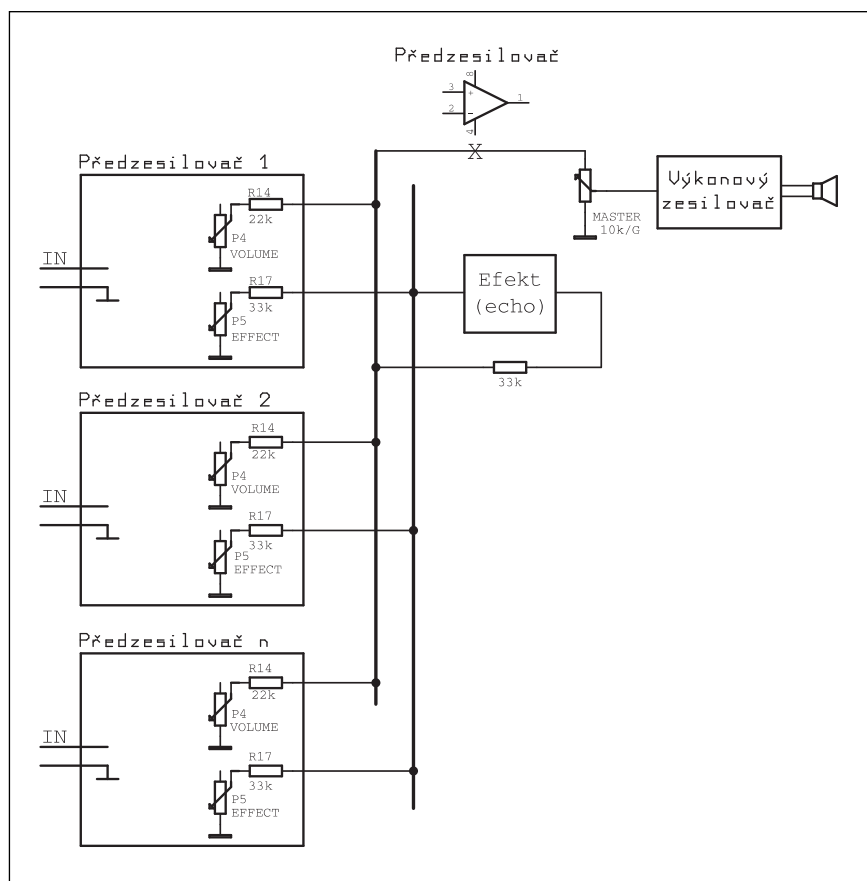 Předzesilovač
8
3
+
1
2
−
4
X
Předzesilovač 1
R14
22k
P4
VOLUME
R17
33k
P5
EFFECT
IN
MASTER
10k/G
Výkonový
zesilovač
Efekt
(echo)
33k
Předzesilovač 2
R14
22k
P4
VOLUME
IN
R17
33k
P5
EFFECT
Předzesilovač n
R14
22k
P4
VOLUME
IN
R17
33k
P5
EFFECT